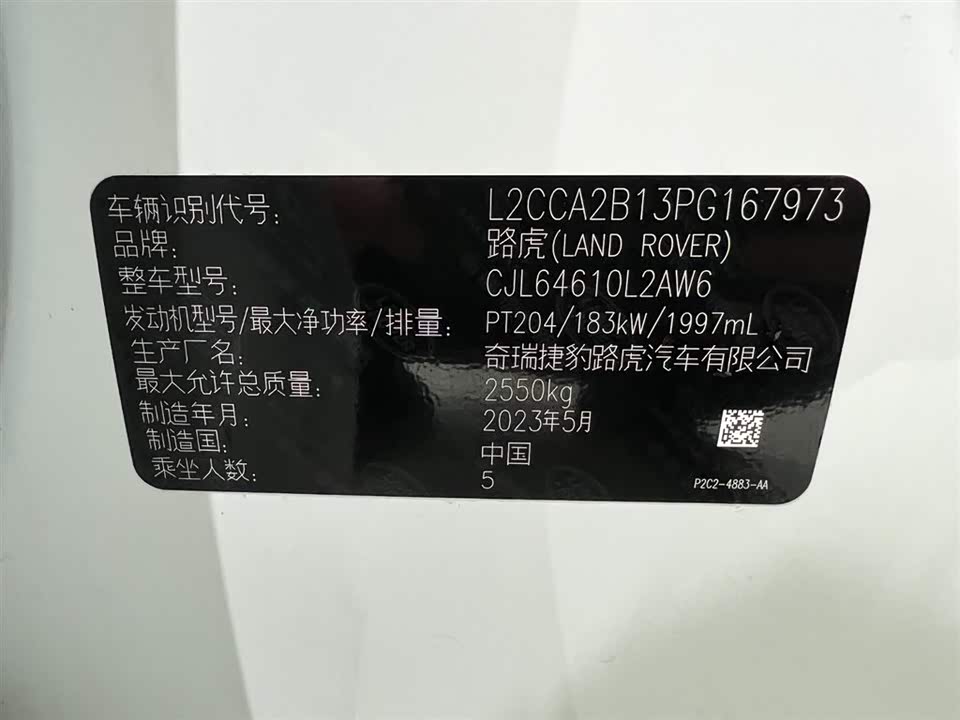 车辆识别代号: L2CCA2B13PG167973
品牌: 路虎(LAND ROVER)
整车型号: CJL64610L2AW6
发动机型号/最大净功率/排量: PT204/183kW/1997mL
生产厂名: 奇瑞捷豹路虎汽车有限公司
最大允许总质量: 2550kg
制造年月: 2023年5月
制造国: 中国
乘坐人数: 5
P2C2-4883-AA